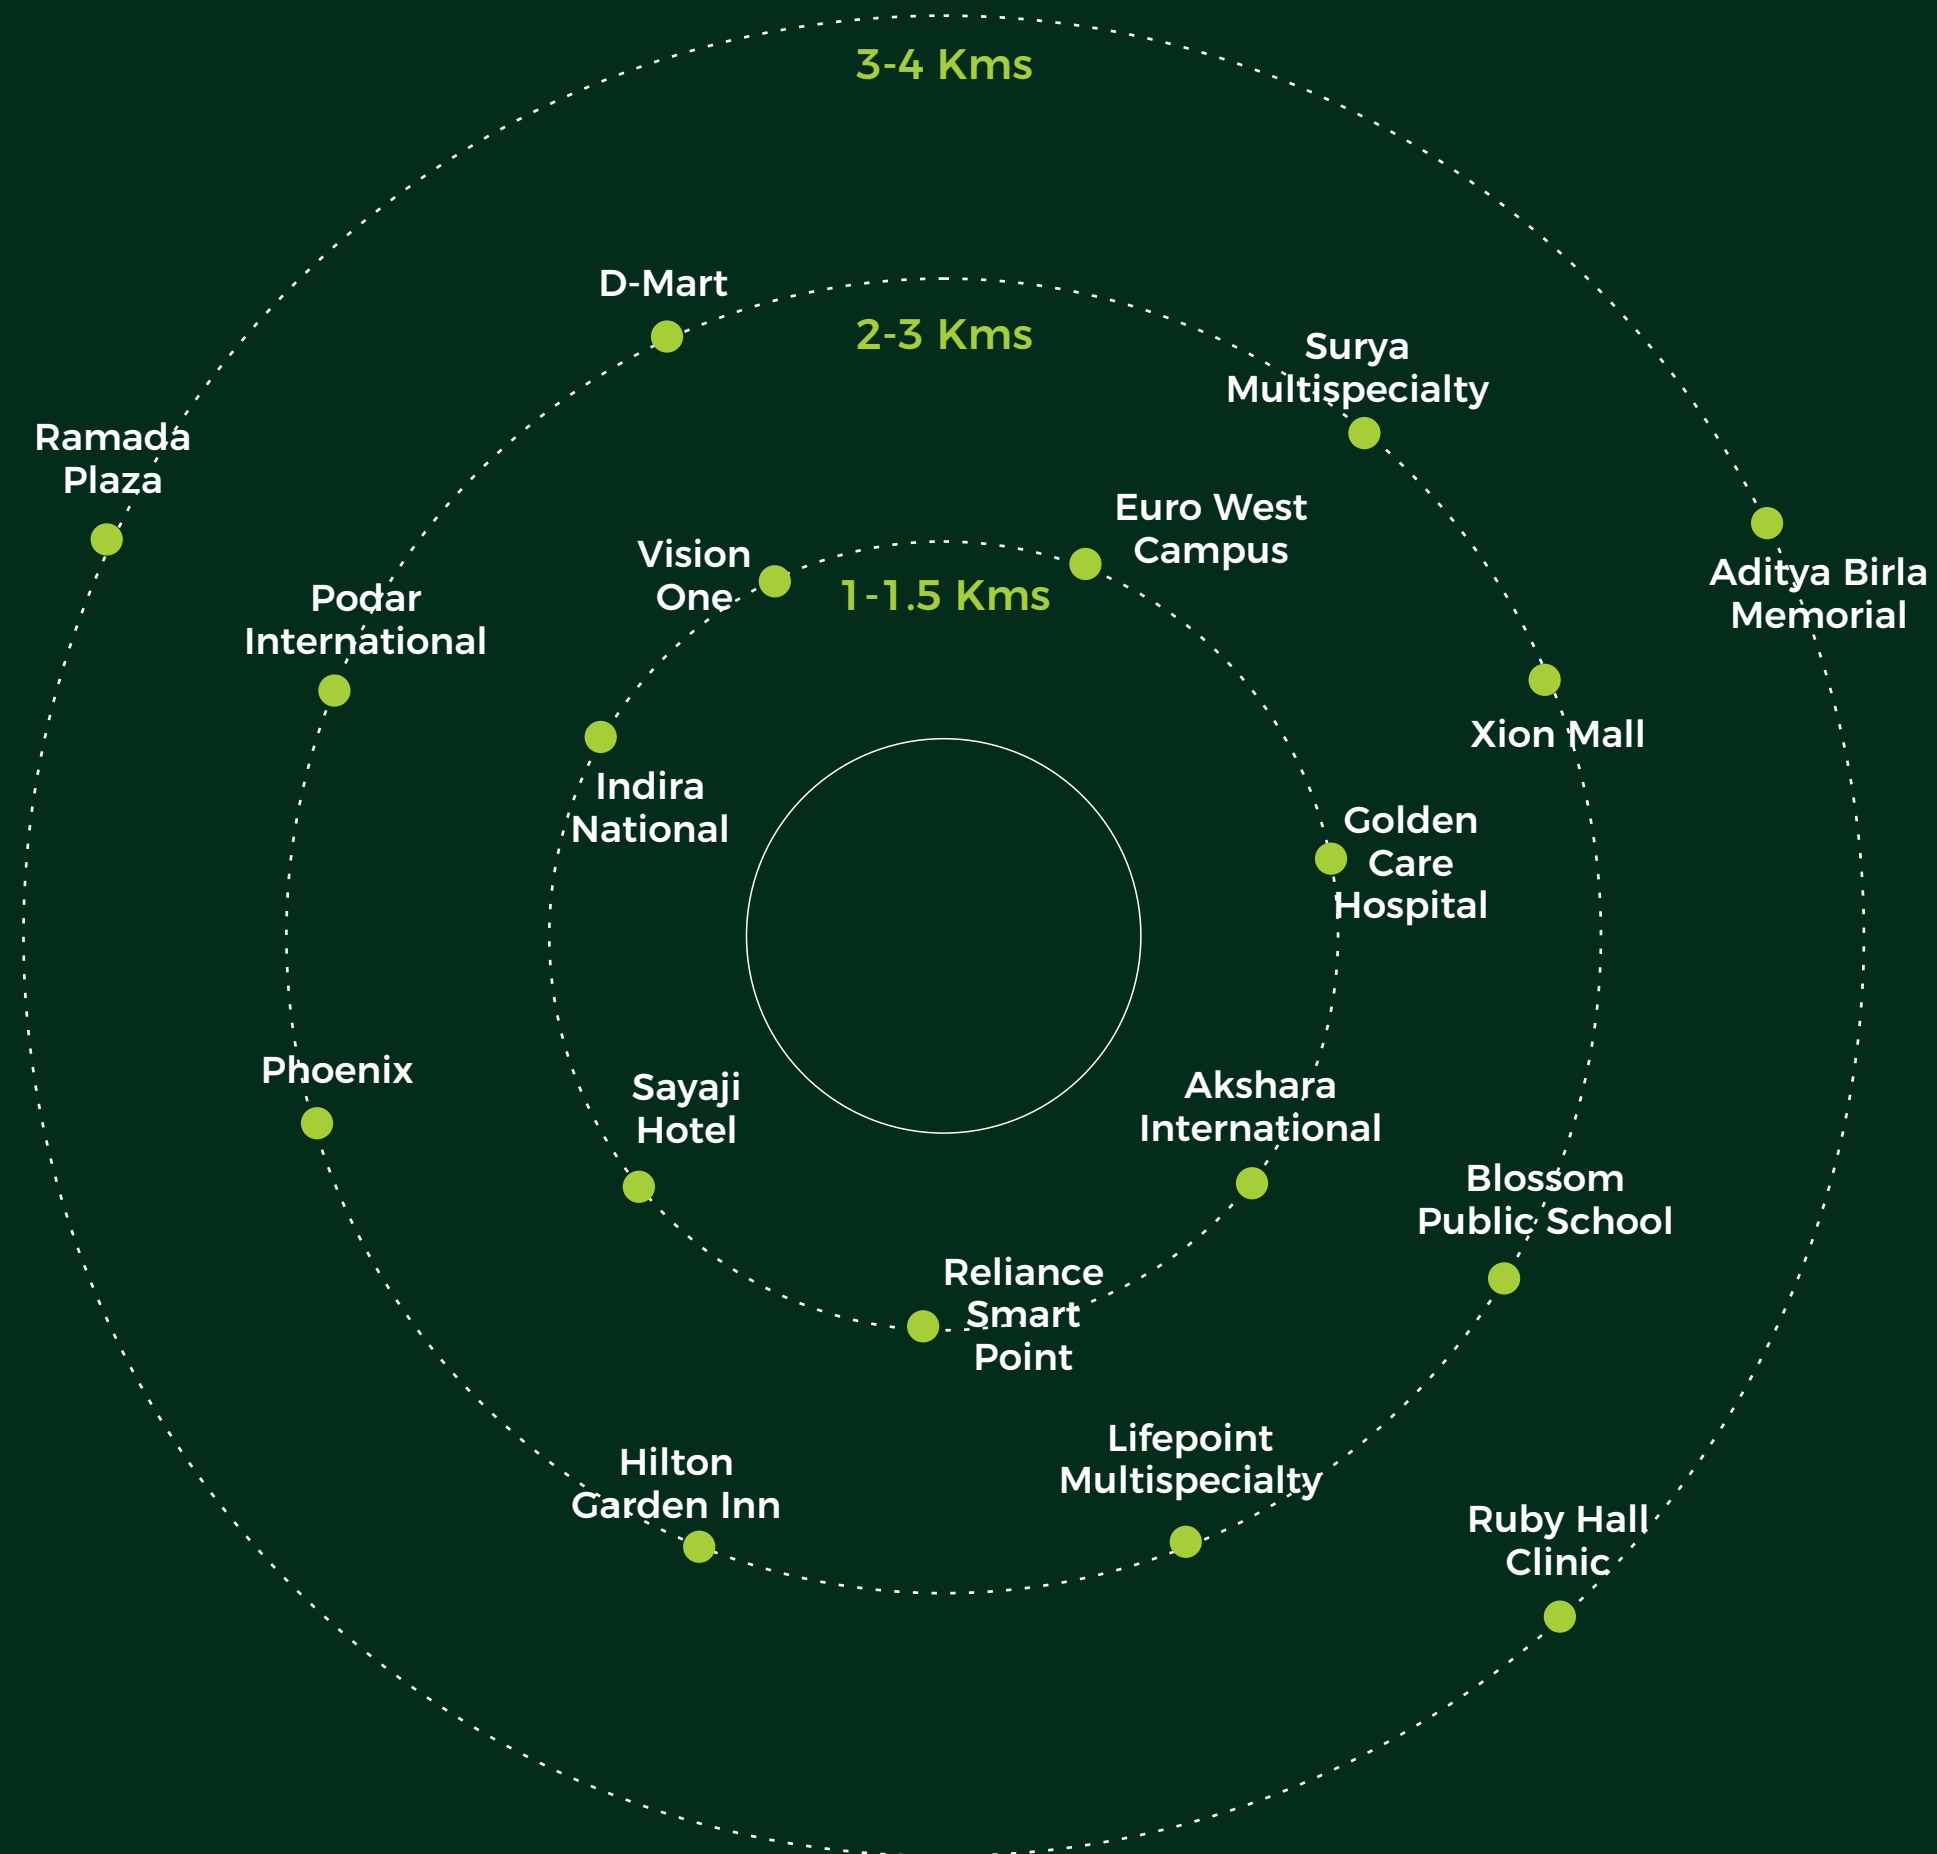 3-4 Kms
D-Mart
2-3 Kms
Surya
Multispecialty
Ramada
Plaza
Euro West
Campus
Vision
One
1-1.5 Kms
Aditya Birla
Memorial
Podar
International
Xion Mall
Indira
National
Golden
Care
Hospital
Phoenix
Sayaji
Hotel
Akshara
International
Blossom
Public School
Reliance
Smart
Point
Lifepoint
Multispecialty
Hilton
Garden Inn
Ruby Hall
Clinic